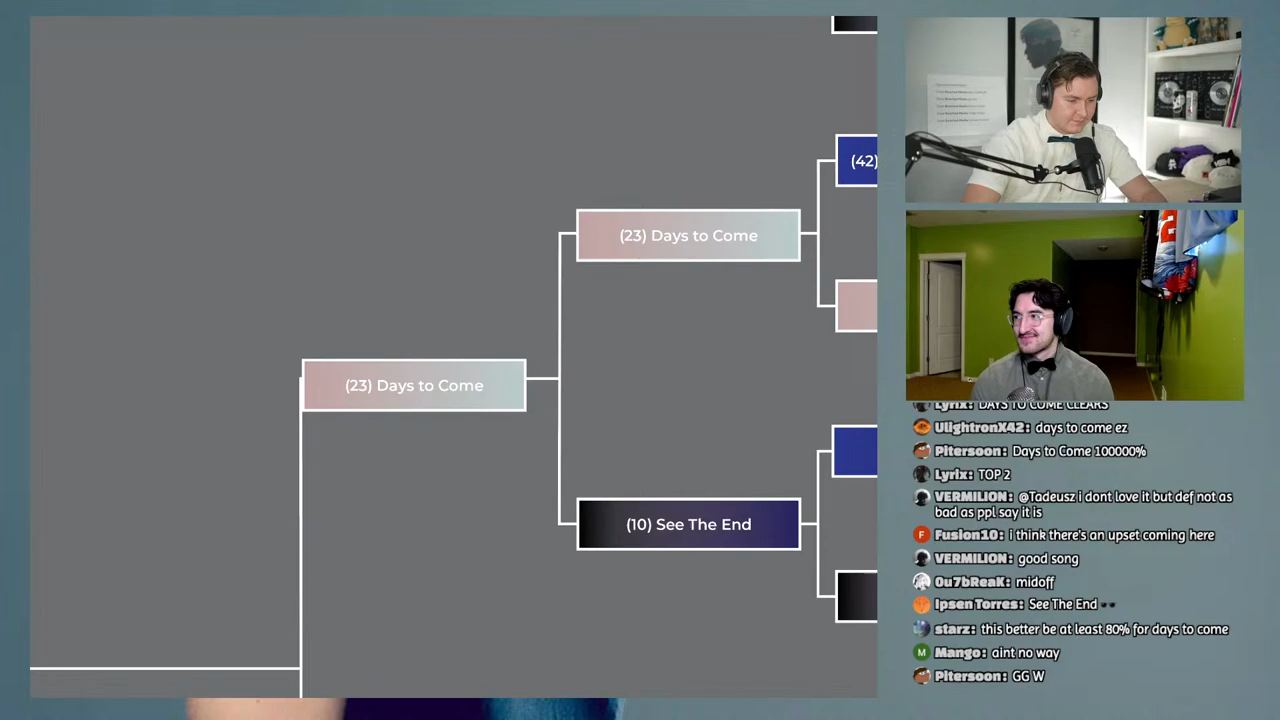 (42)
(23) Days to Come
(23) Days to Come
(10) See The End
Lyrix: DAYS TO COME CLEARS
UlightronX42: days to come ez
Pitersoon: Days to Come 100000%
Lyrix: TOP 2
VERMILION: @Tadeusz i dont love it but def not as
bad as ppl say it is
Fusion10: i think there's an upset coming here
VERMILION: good song
0u7bReaK: midoff
Ipsen Torres: See The End 🕶️
starz: this better be at least 80% for days to come
Mango: aint no way
Pitersoon: GG W